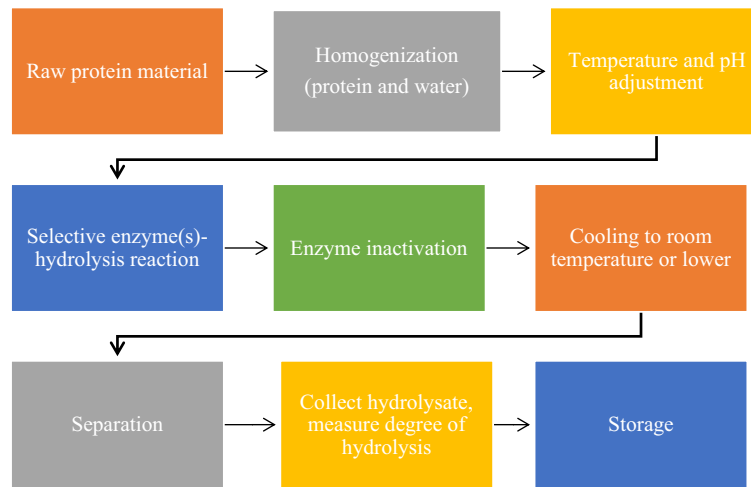 Raw protein material
Homogenization
(protein and water)
Temperature and pH
adjustment
Selective enzyme(s)-
hydrolysis reaction
Enzyme inactivation
Cooling to room
temperature or lower
Separation
Collect hydrolysate,
measure degree of
hydrolysis
Storage